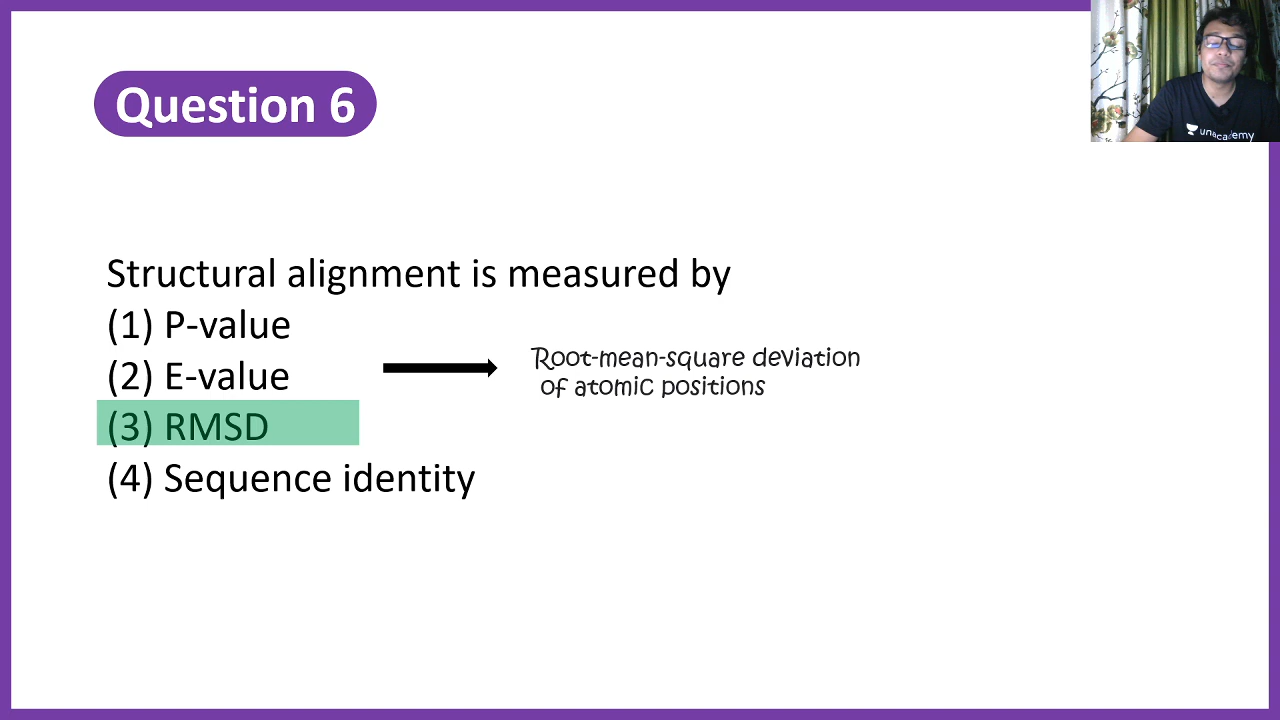 Question 6
unacademy
Structural alignment is measured by
(1) P-value
(2) E-value
(3) RMSD
(4) Sequence identity
Root-mean-square deviation
of atomic positions